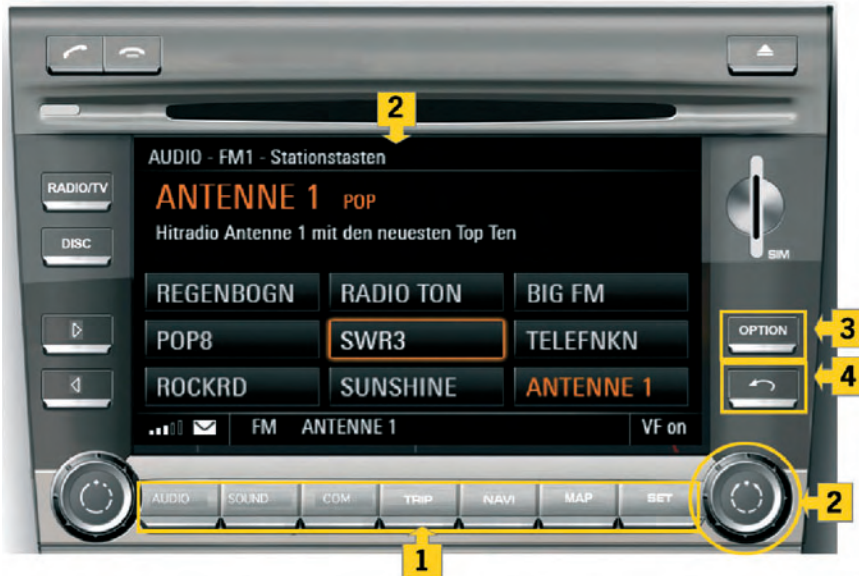 2
AUDIO - FM1 - Stationstasten
RADIO/TV
ANTENNE 1 POP
Hitradio Antenne 1 mit den neuesten Top Ten
DISC
SIM
REGENBOGN RADIO TON BIG FM
POP8 SWR3 TELEFNKN
OPTION
3
ROCKRD SUNSHINE ANTENNE 1
4
FM ANTENNE 1 VF on
AUDIO SOUND COM TRIP NAVI MAP SET
2
1